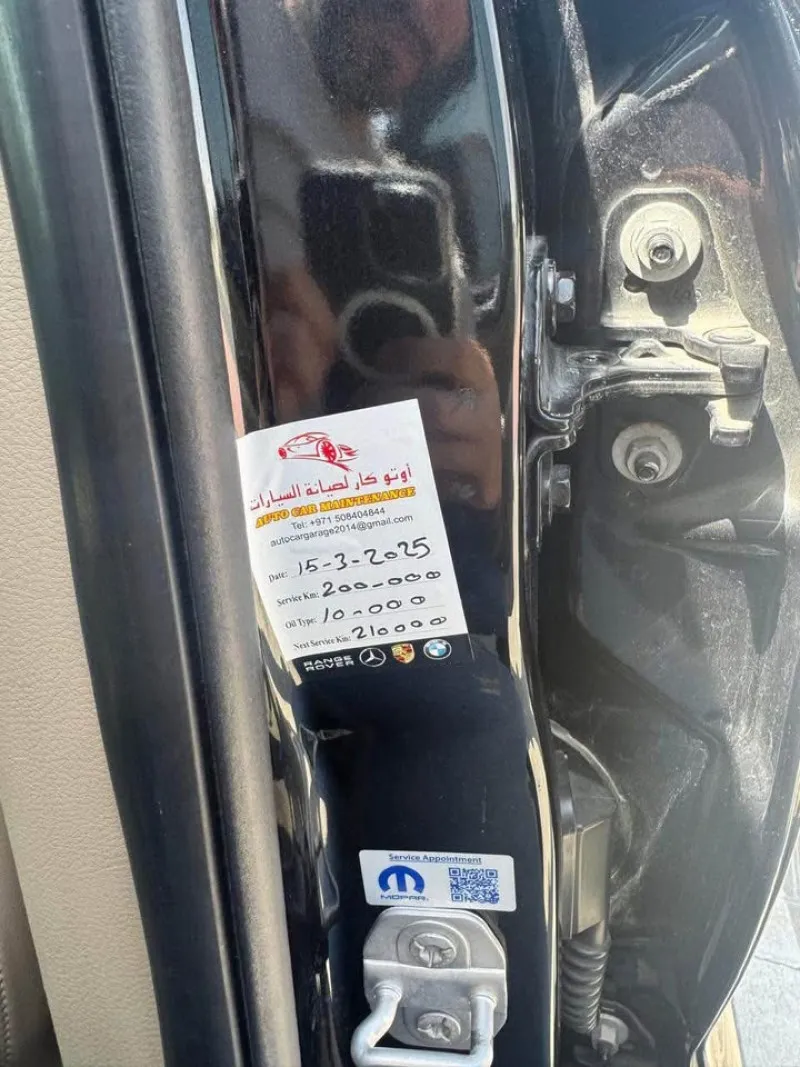 أوتو كار لصيانة السيارات
AUTO CAR MAINTENANCE
Tel: +971 508404844
autocargarage2014@gmail.com
Date: 15-3-2025
Service Km: 200-000
Oil Type: 10-000
Next Service Km: 210000
RANGE ROVER
Service Appointment
MOPAR